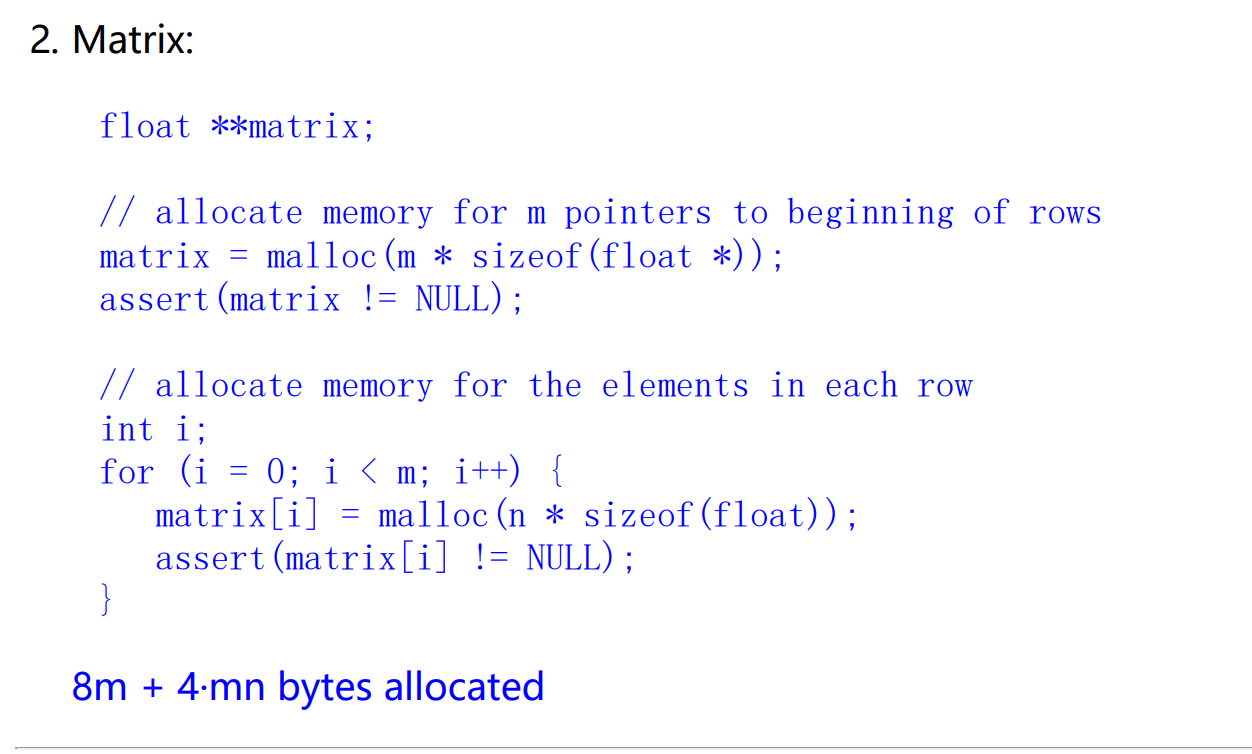 2. Matrix:
float **matrix;
// allocate memory for m pointers to beginning of rows
matrix = malloc(m * sizeof(float *));
assert(matrix != NULL);
// allocate memory for the elements in each row
int i;
for (i = 0; i < m; i++) {
   matrix[i] = malloc(n * sizeof(float));
   assert(matrix[i] != NULL);
}
8m + 4·mn bytes allocated